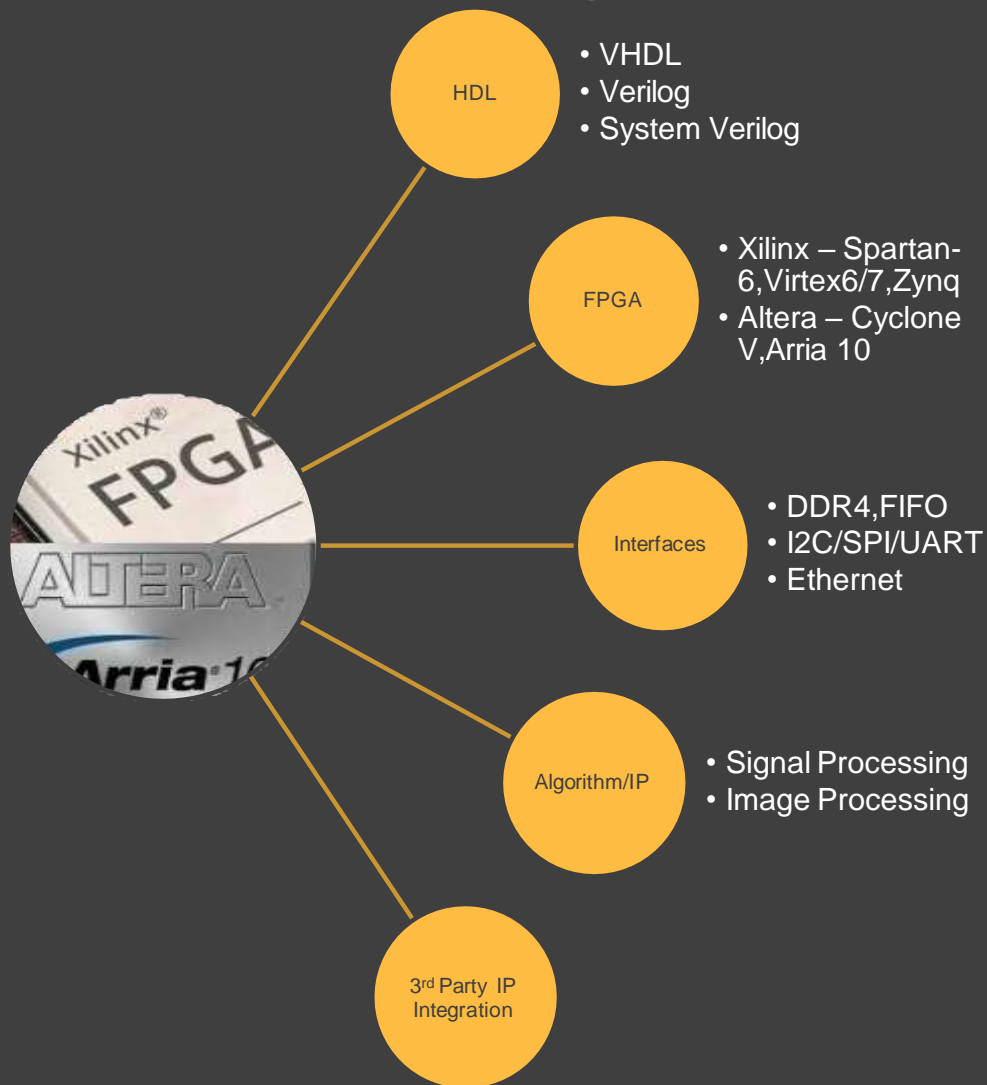 HDL
• VHDL
• Verilog
• System Verilog
FPGA
• Xilinx – Spartan-
6,Virtex6/7,Zynq
• Altera – Cyclone
V,Arria 10
Xilinx®
FPGA
ALTERA
Arria 10
Interfaces
• DDR4,FIFO
• I2C/SPI/UART
• Ethernet
Algorithm/IP
• Signal Processing
• Image Processing
3rd Party IP
Integration